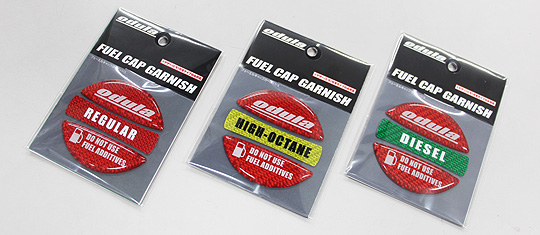 odula
FUEL CAP GARNISH
odula
REGULAR
DO NOT USE
FUEL ADDITIVES
odula
FUEL CAP GARNISH
odula
HIGH-OCTANE
DO NOT USE
FUEL ADDITIVES
odula
FUEL CAP GARNISH
odula
DIESEL
DO NOT USE
FUEL ADDITIVES